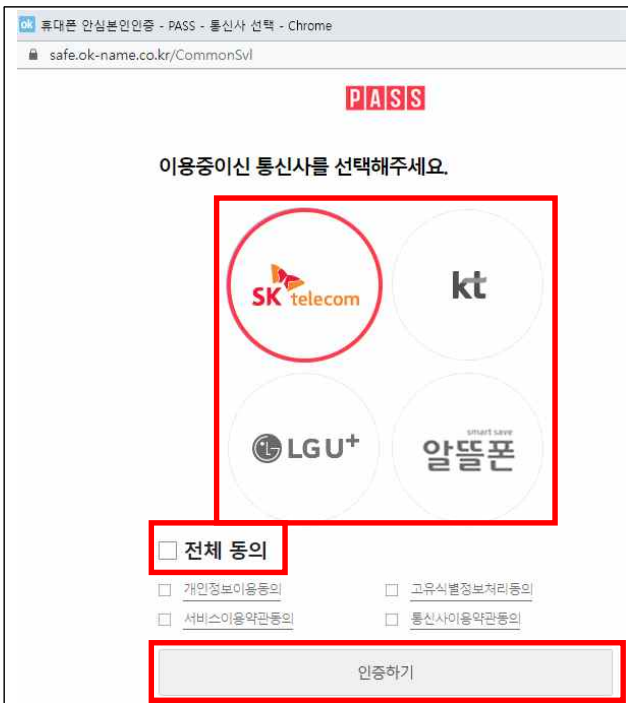 ok 휴대폰 안심본인인증 - PASS - 통신사 선택 - Chrome
safe.ok-name.co.kr/CommonSvl
PASS
이용중이신 통신사를 선택해주세요.
SK telecom
kt
LG U+
smart save
알뜰폰
전체 동의
개인정보이용동의 고유식별정보처리동의
서비스이용약관동의 통신사이용약관동의
인증하기